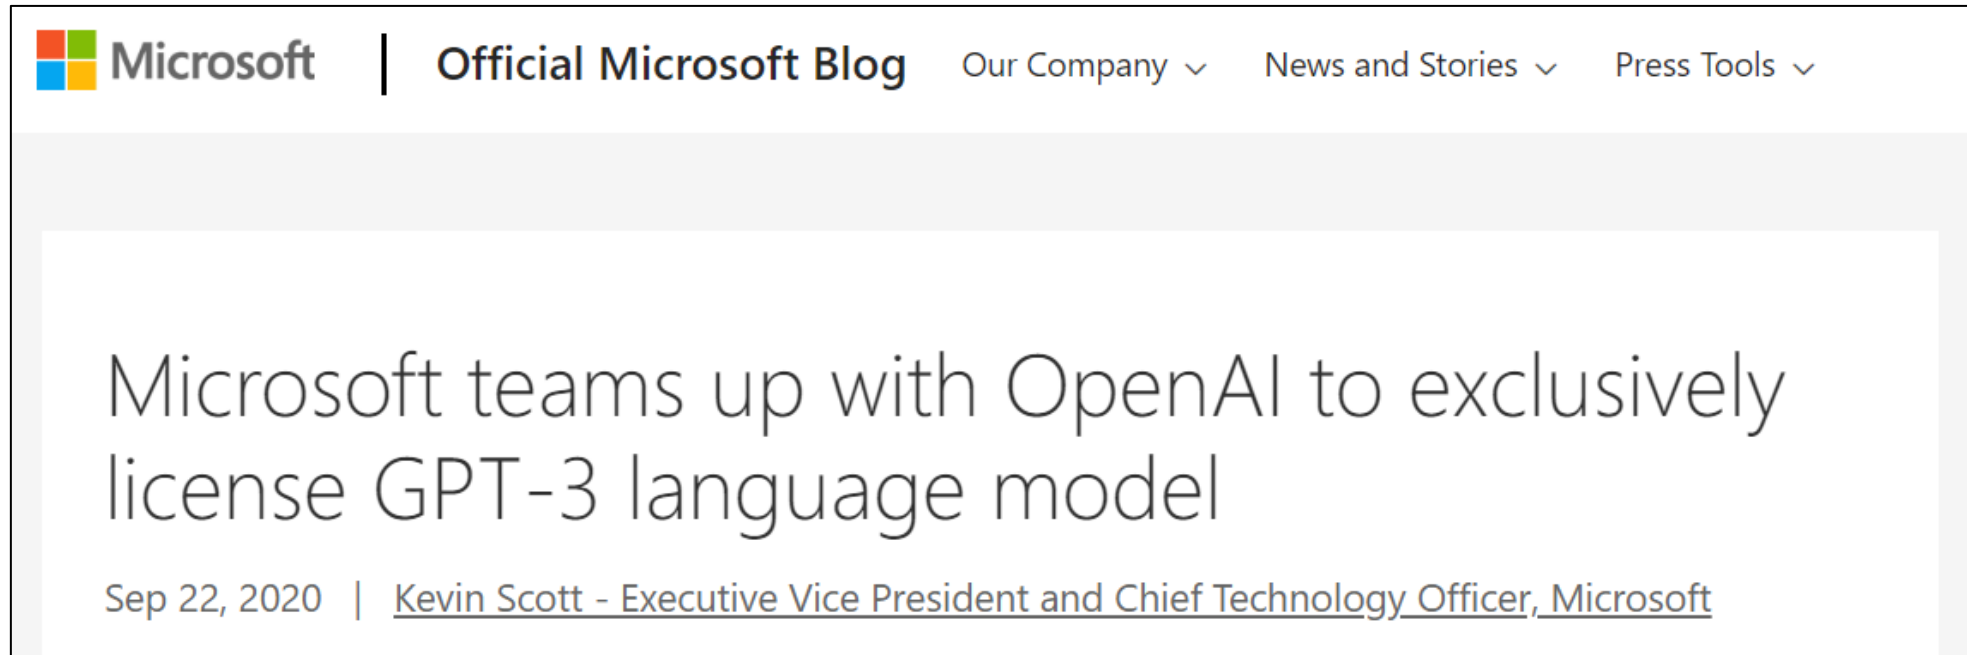 Microsoft | Official Microsoft Blog Our Company News and Stories Press Tools
Microsoft teams up with OpenAI to exclusively
license GPT-3 language model
Sep 22, 2020 | Kevin Scott - Executive Vice President and Chief Technology Officer, Microsoft